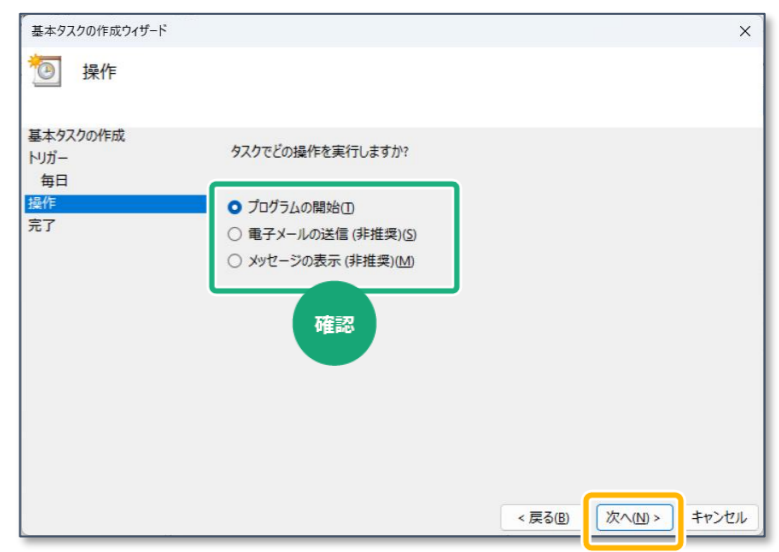 基本タスクの作成ウィザード
操作
基本タスクの作成
トリガー
毎日
操作
完了
タスクでどの操作を実行しますか?
プログラムの開始(T)
電子メールの送信 (非推奨)(S)
メッセージの表示 (非推奨)(M)
確認
< 戻る(B)
次へ(N) >
キャンセル